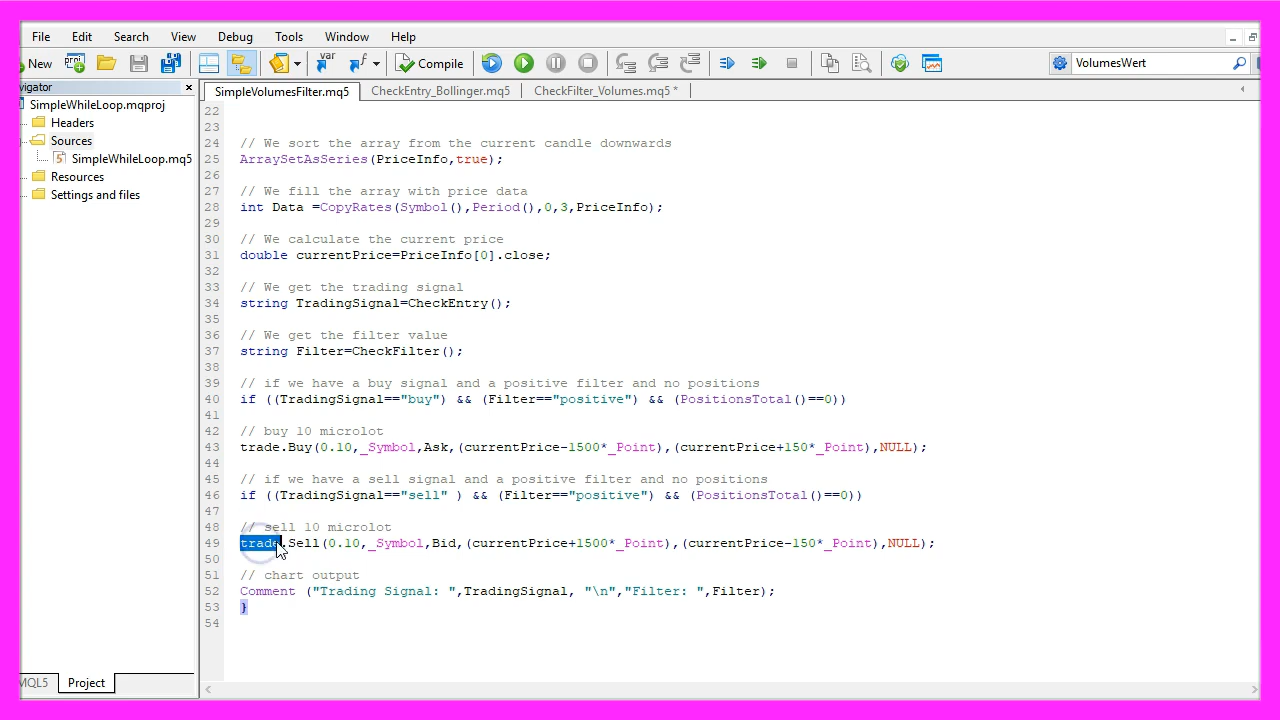 File Edit Search View Debug Tools Window Help
New Compile VolumesWert
vigator
SimpleVolumesFilter.mq5 CheckEntry_Bollinger.mq5 CheckFilter_Volumes.mq5 *
SimpleWhileLoop.mqproj
Headers
Sources
SimpleWhileLoop.mq5
Resources
Settings and files
22
23
24 // We sort the array from the current candle downwards
25 ArraySetAsSeries(PriceInfo,true);
26
27 // We fill the array with price data
28 int Data =CopyRates(Symbol(),Period(),0,3,PriceInfo);
29
30 // We calculate the current price
31 double currentPrice=PriceInfo[0].close;
32
33 // We get the trading signal
34 string TradingSignal=CheckEntry();
35
36 // We get the filter value
37 string Filter=CheckFilter();
38
39 // if we have a buy signal and a positive filter and no positions
40 if ((TradingSignal=="buy") && (Filter=="positive") && (PositionsTotal()==0))
41
42 // buy 10 microlot
43 trade.Buy(0.10,_Symbol,Ask,(currentPrice-1500*_Point),(currentPrice+150*_Point),NULL);
44
45 // if we have a sell signal and a positive filter and no positions
46 if ((TradingSignal=="sell" ) && (Filter=="positive") && (PositionsTotal()==0))
47
48 // sell 10 microlot
49 trade.Sell(0.10,_Symbol,Bid,(currentPrice+1500*_Point),(currentPrice-150*_Point),NULL);
50
51 // chart output
52 Comment ("Trading Signal: ",TradingSignal, "\n","Filter: ",Filter);
53 }
54
MQL5 Project